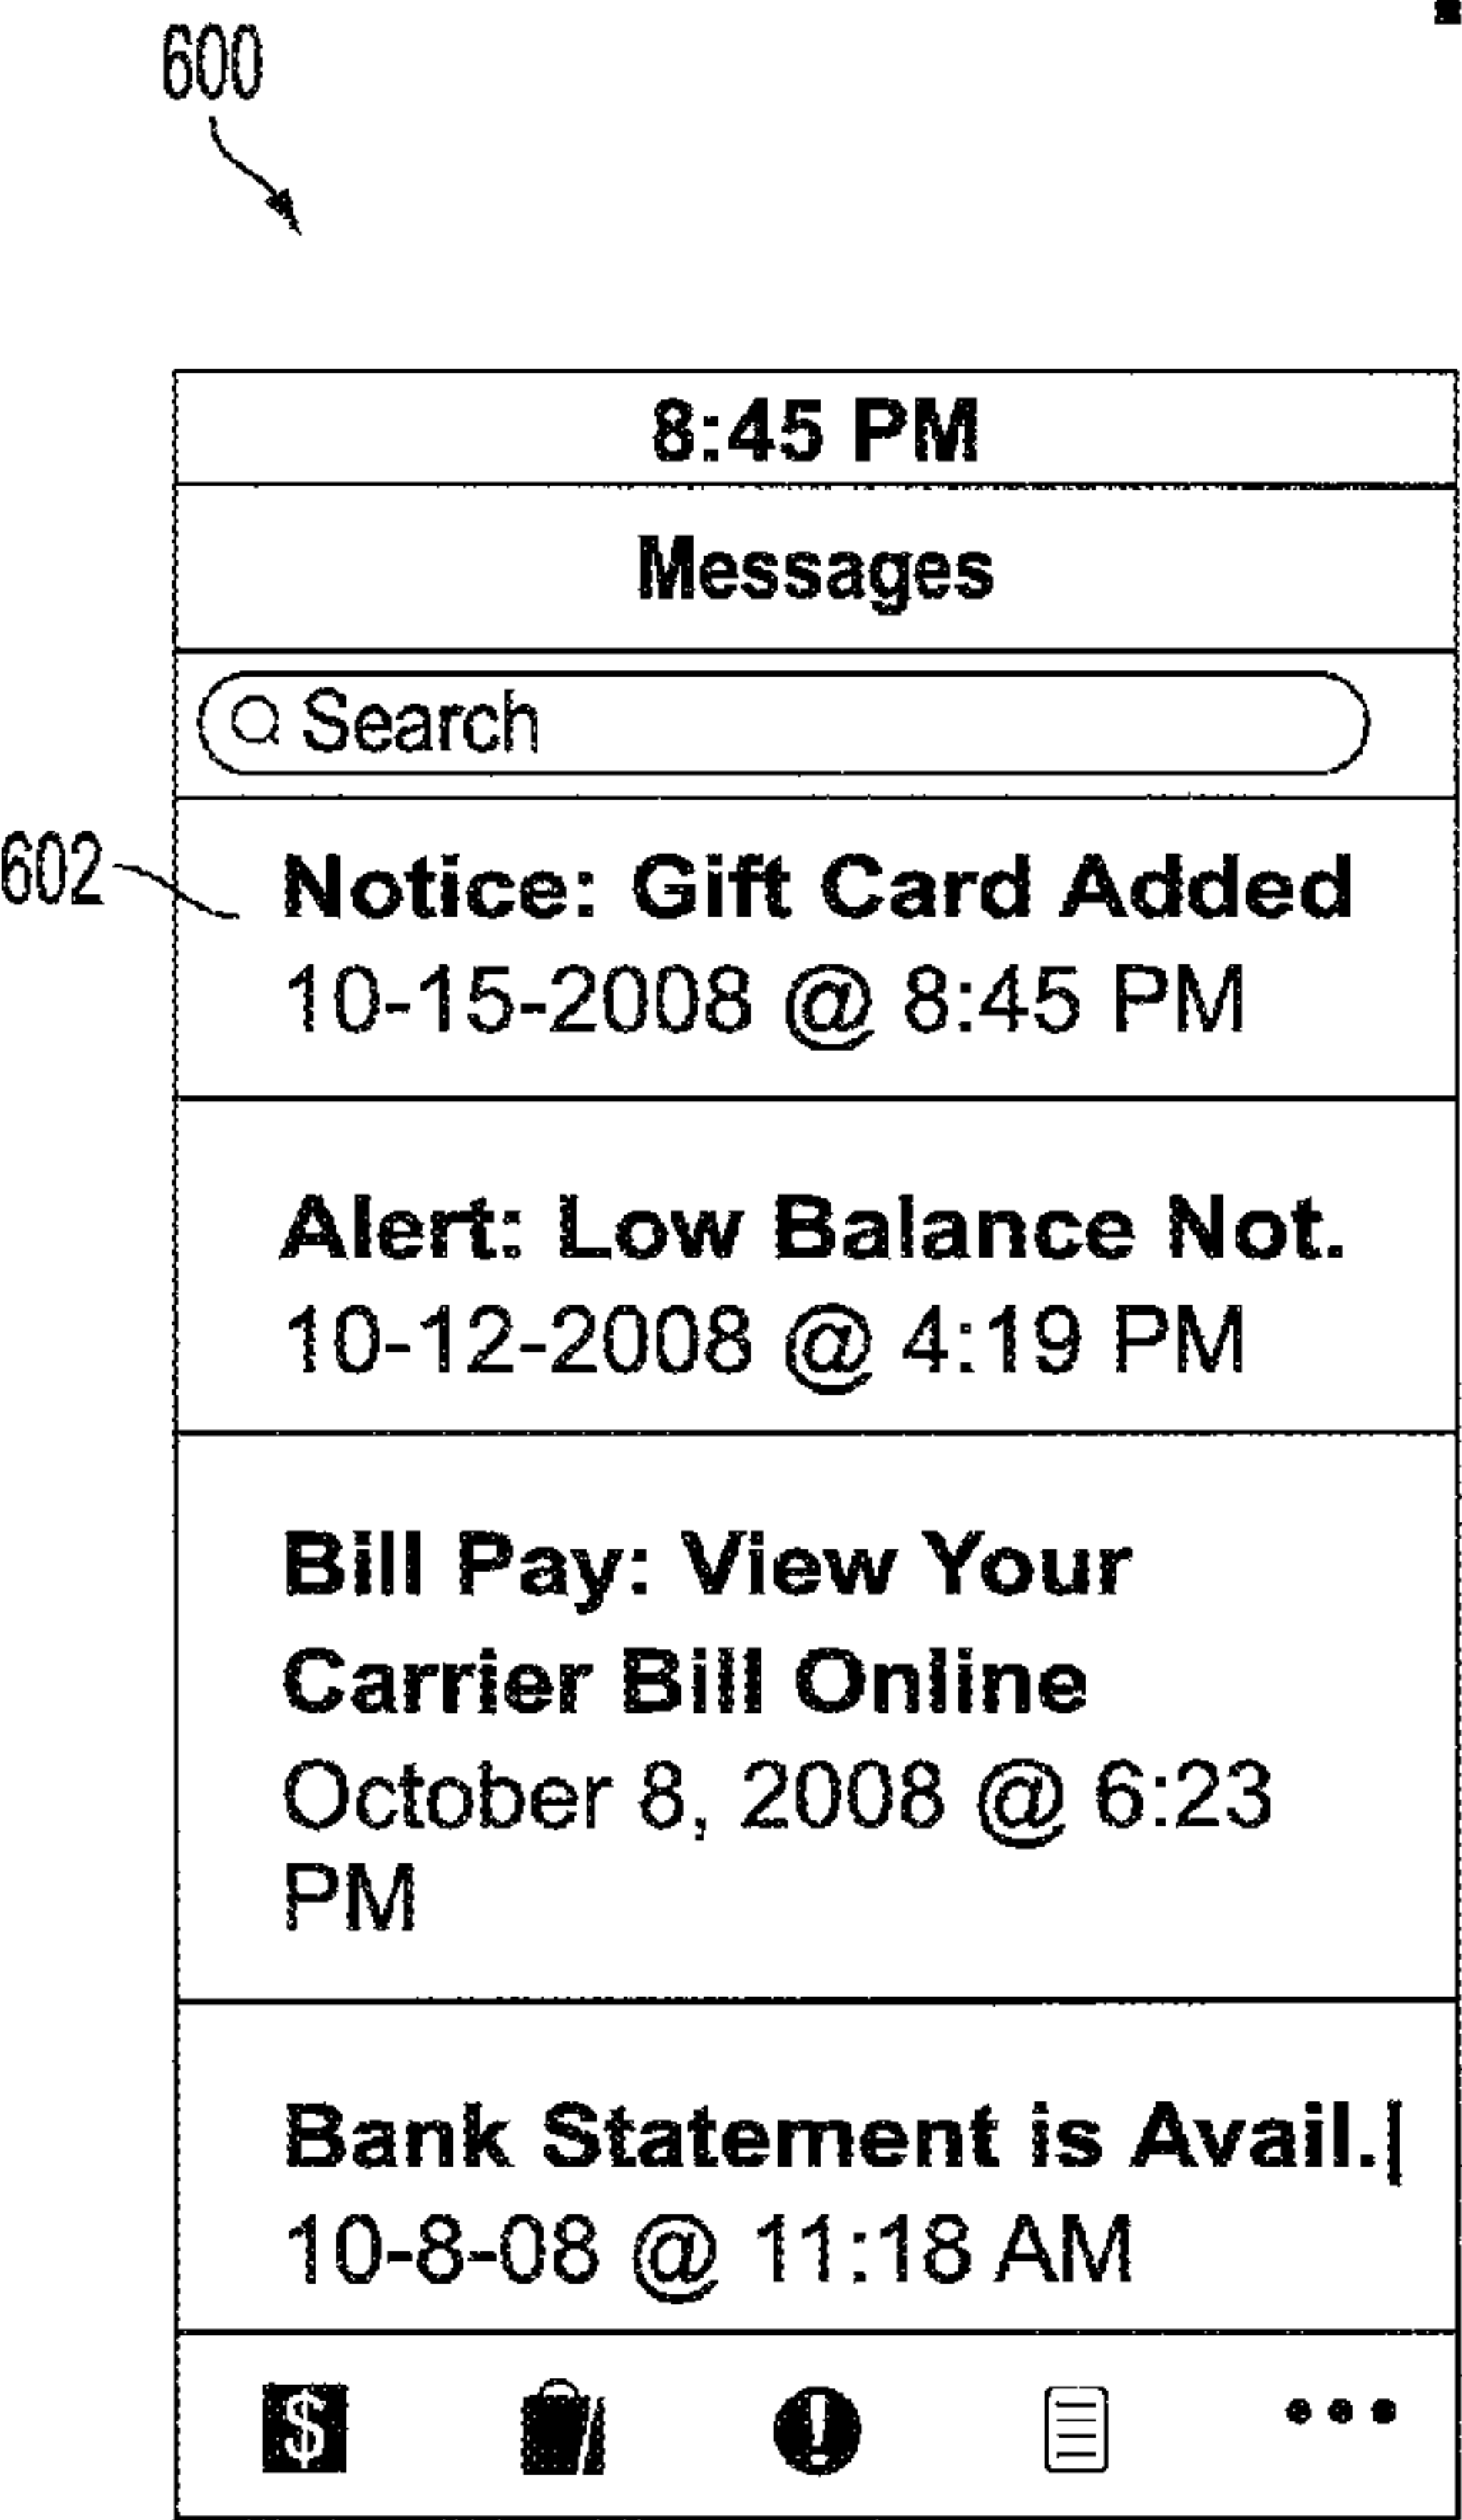 600
8:45 PM
Messages
Search
602
Notice: Gift Card Added
10-15-2008 @ 8:45 PM
Alert: Low Balance Not.
10-12-2008 @ 4:19 PM
Bill Pay: View Your
Carrier Bill Online
October 8, 2008 @ 6:23
PM
Bank Statement is Avail.|
10-8-08 @ 11:18 AM
$
!
•••